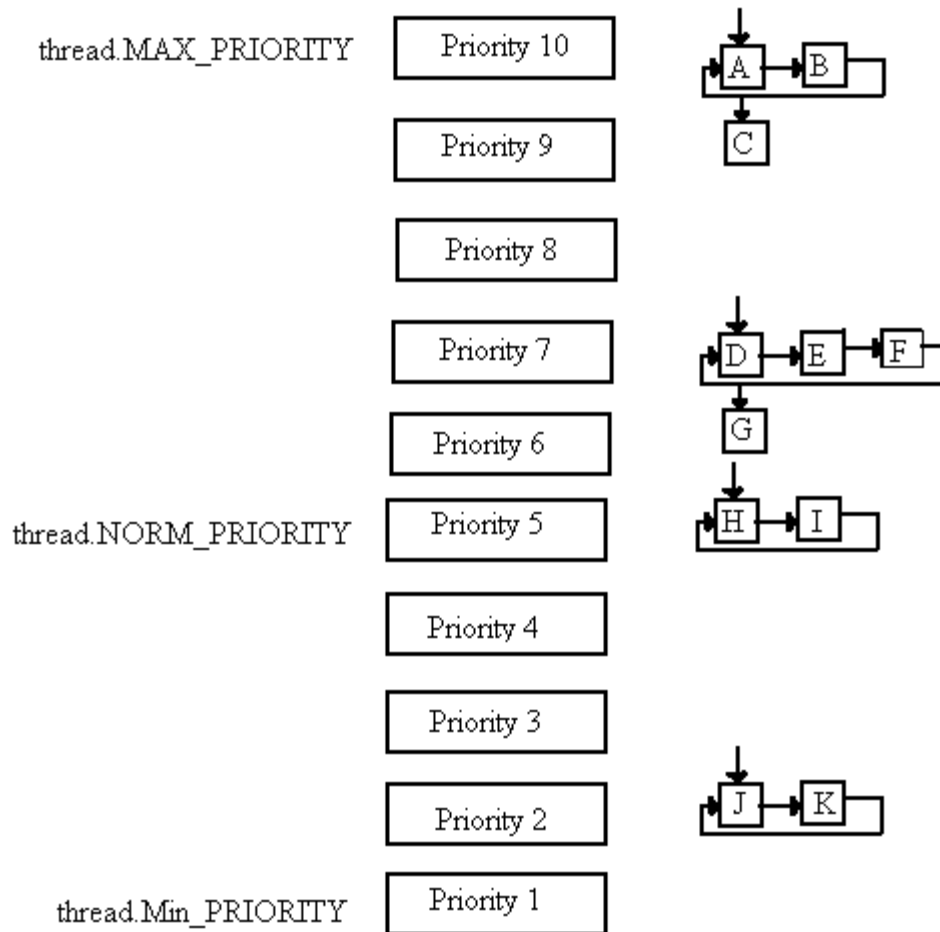 thread.MAX_PRIORITY Priority 10 A B
Priority 9 C
Priority 8
Priority 7 D E F
Priority 6 G
thread.NORM_PRIORITY Priority 5 H I
Priority 4
Priority 3
Priority 2 J K
thread.Min_PRIORITY Priority 1